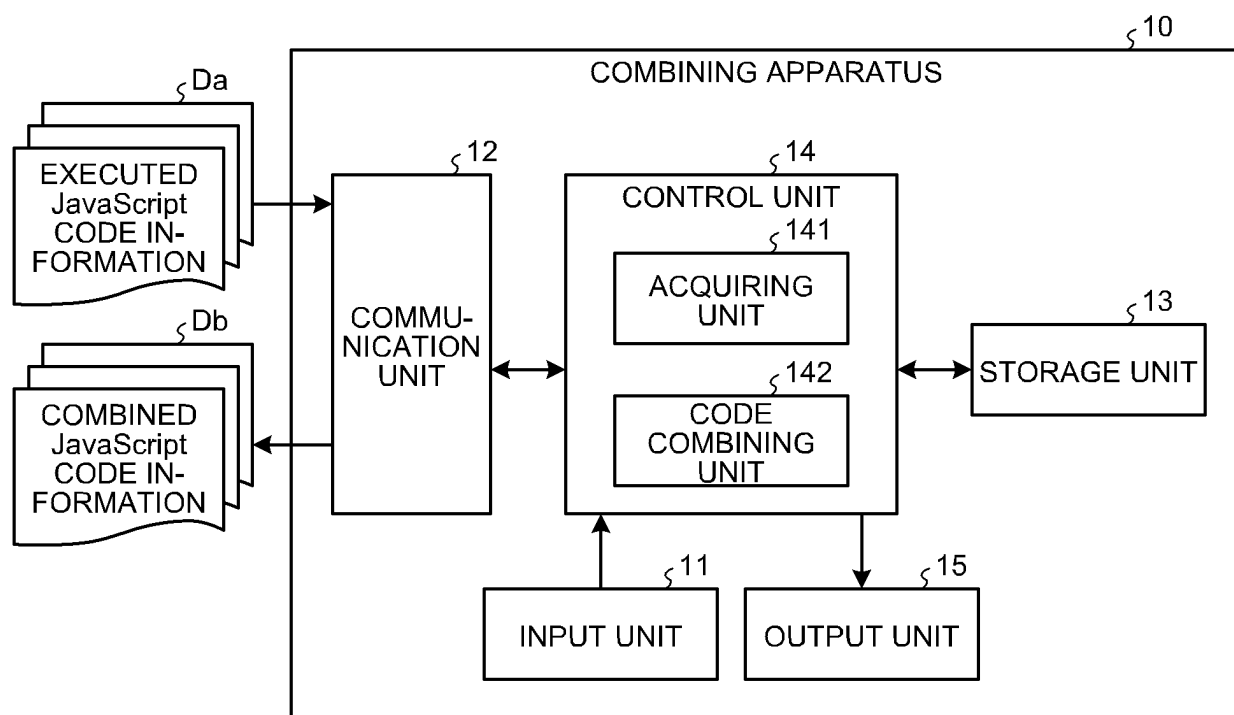 10
COMBINING APPARATUS
Da
EXECUTED
JavaScript
CODE IN-
FORMATION
12
COMMU-
NICATION
UNIT
14
CONTROL UNIT
141
ACQUIRING
UNIT
142
CODE
COMBINING
UNIT
13
STORAGE UNIT
Db
COMBINED
JavaScript
CODE IN-
FORMATION
11
INPUT UNIT
15
OUTPUT UNIT